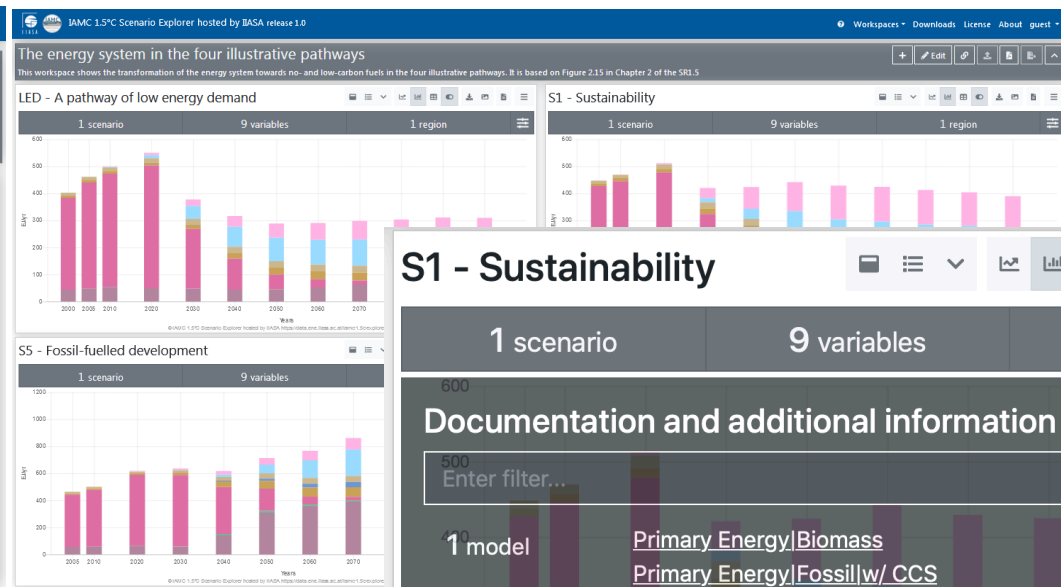 IIASA
IAMC 1.5°C Scenario Explorer hosted by IIASA release 1.0
Workspaces Downloads License About guest
The energy system in the four illustrative pathways
+ Edit
This workspace shows the transformation of the energy system towards no- and low-carbon fuels in the four illustrative pathways. It is based on Figure 2.15 in Chapter 2 of the SR1.5
LED - A pathway of low energy demand
1 scenario 9 variables 1 region
600
500
400
300
200
100
0
EJ/yr
2000 2005 2010 2020 2030 2040 2050 2060 2070
Years
S1 - Sustainability
1 scenario 9 variables 1 region
600
500
400
300
EJ/yr
S5 - Fossil-fuelled development
1 scenario 9 variables
1200
1000
800
600
400
200
0
EJ/yr
2005 2010 2020 2030 2040 2050 2060 2070
Years
S1 - Sustainability
1 scenario 9 variables
600
Documentation and additional information
500
Enter filter...
400
1 model
Primary Energy|Biomass
Primary Energy|Fossil|w/ CCS